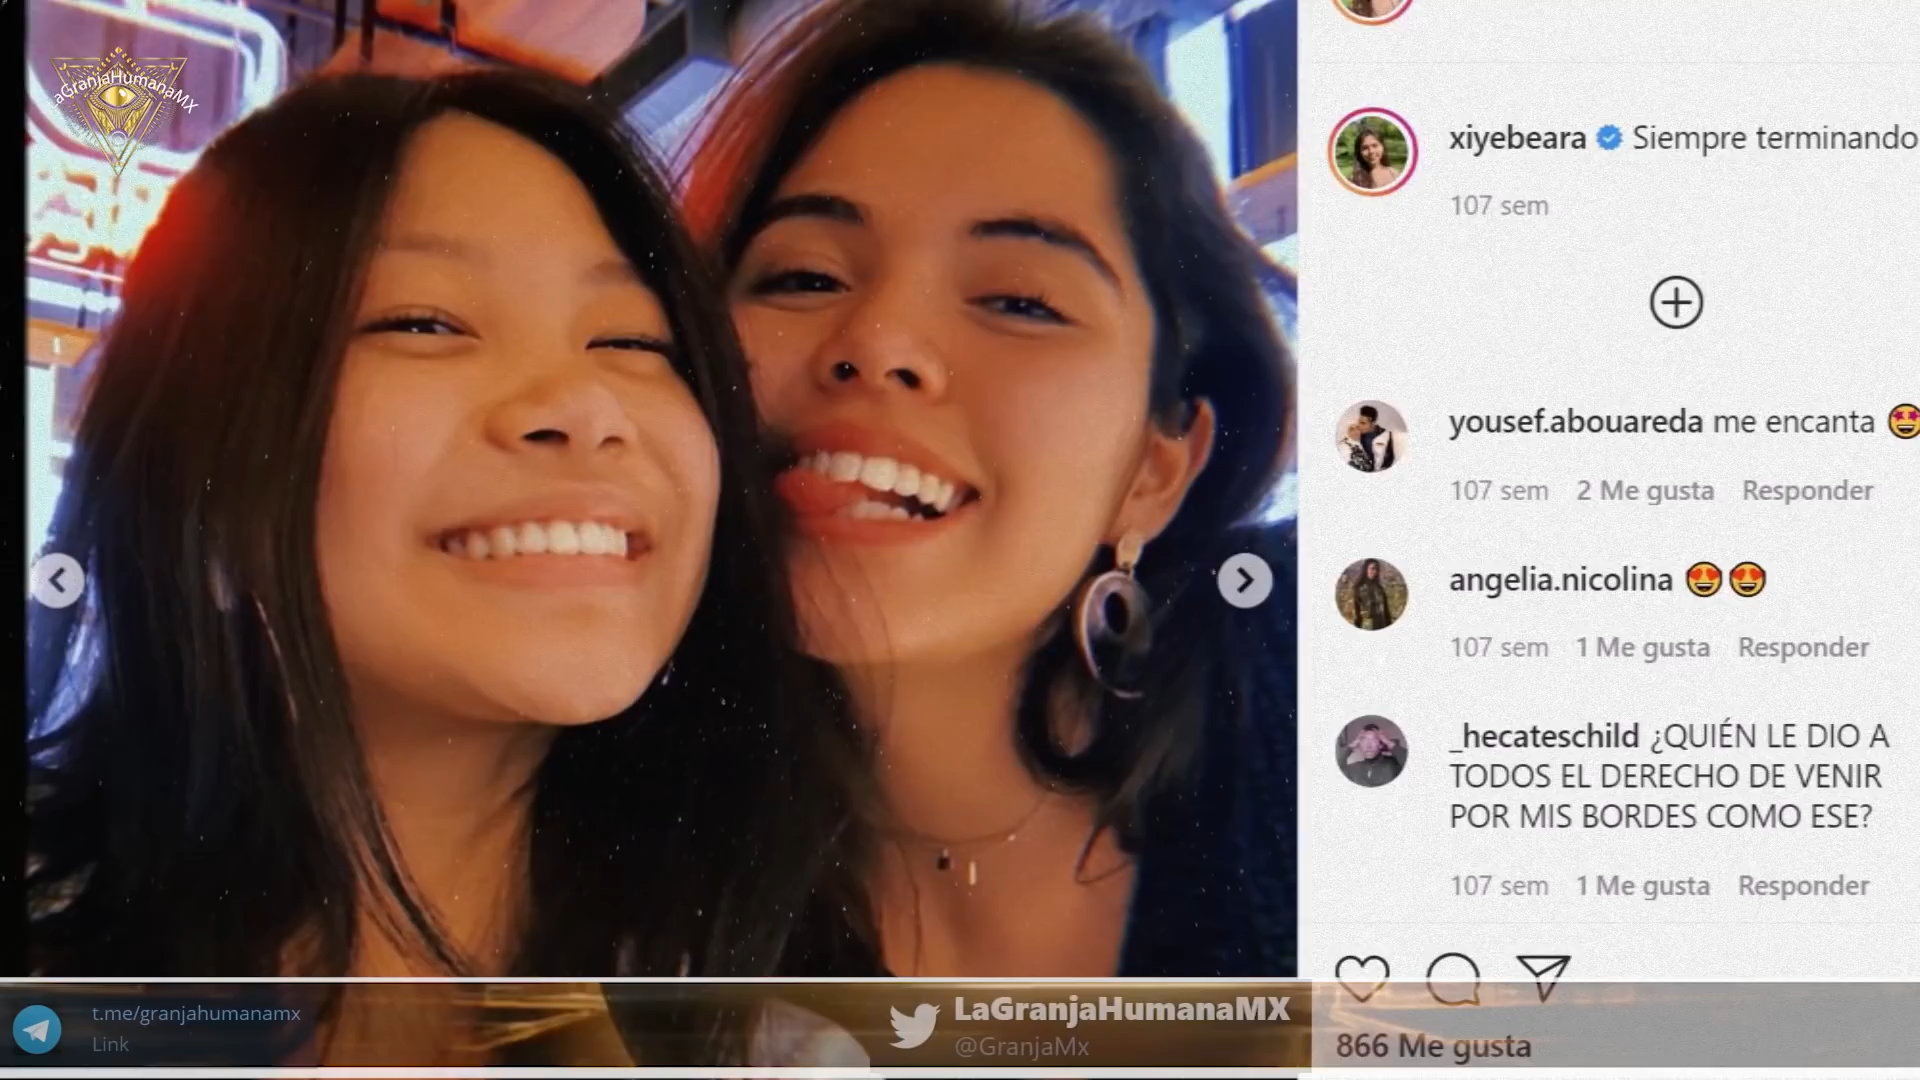 LaGranjaHumanaMX
xiyebeara Siempre terminando
107 sem
yousef.abouareda me encanta
107 sem 2 Me gusta Responder
angelia.nicolina
107 sem 1 Me gusta Responder
_hecateschild ¿QUIÉN LE DIO A
TODOS EL DERECHO DE VENIR
POR MIS BORDES COMO ESE?
107 sem 1 Me gusta Responder
866 Me gusta
t.me/granjahumanamx
Link
LaGranjaHumanaMX
@GranjaMx